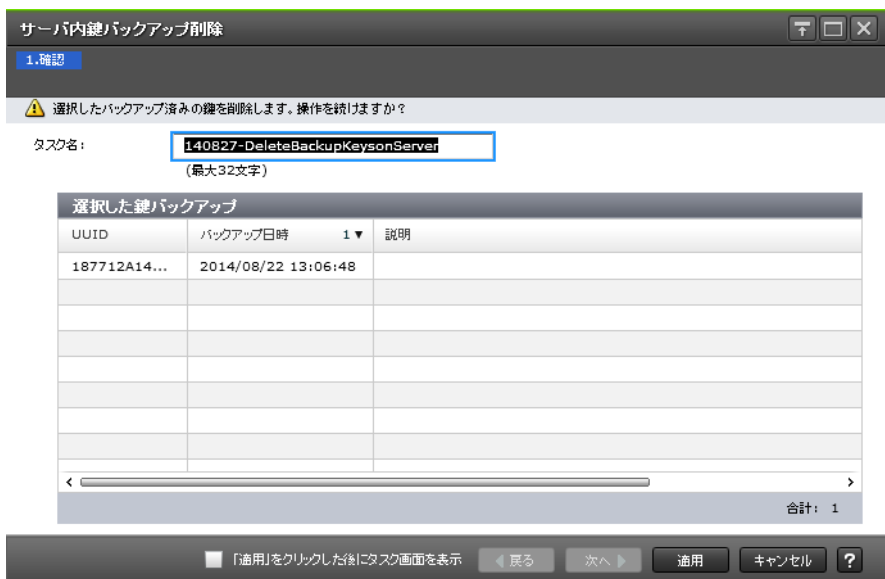 サーバ内鍵バックアップ削除
1.確認
選択したバックアップ済みの鍵を削除します。操作を続けますか？
タスク名： 140827-DeleteBackupKeysonServer
(最大32文字)
選択した鍵バックアップ
UUID バックアップ日時 1▼ 説明
187712A14... 2014/08/22 13:06:48
合計： 1
「適用」をクリックした後にタスク画面を表示 ◀戻る 次へ▶ 適用 キャンセル ?